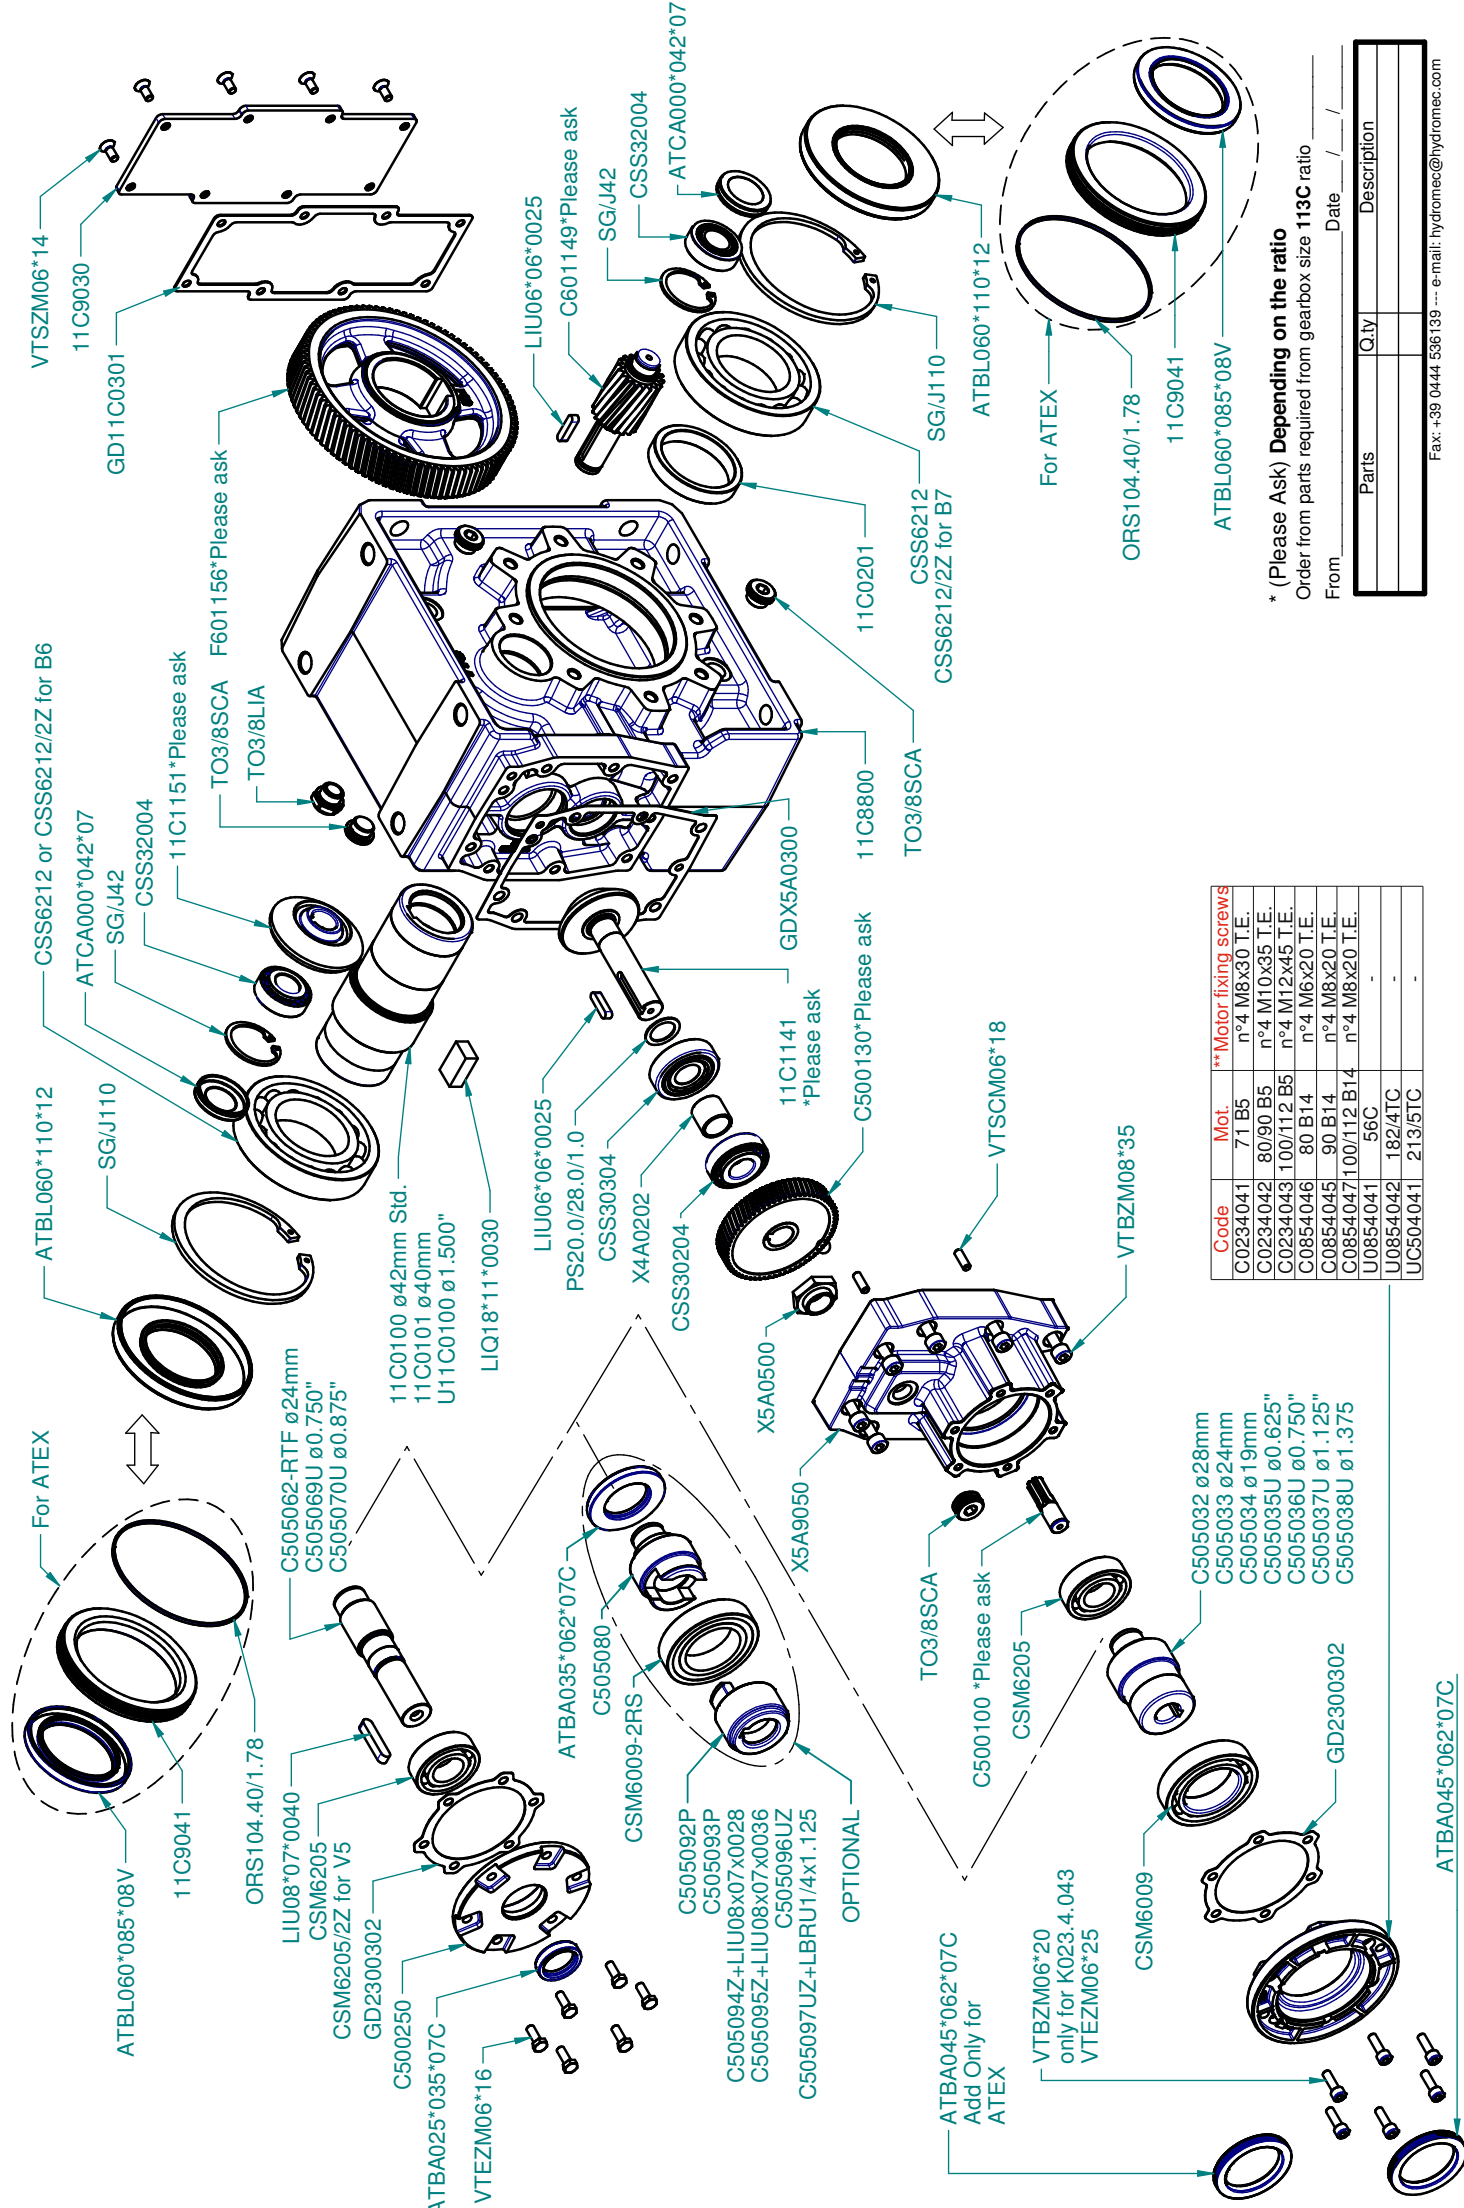 For ATEX
ATBL060*085*08V
11C9041
ORS104.40/1.78
ATBL060*110*12
SG/J110
CSS6212 or CSS6212/2Z for B6
ATCA000*042*07
SG/J42
CSSS32004
11C1151*Please ask
TO3/8SCA
TO3/8LIA
F601156*Please ask
GD11C0301
11C9030
VTSZM06*14
LIU06*06*0025
C601149*Please ask
SG/J42
CSS32004
ATCA000*042*07
11C0201
CSS6212
CSS6212/2Z for B7
SG/J110
ATBL060*110*12
For ATEX
ORS104.40/1.78
11C9041
ATBL060*085*08V
11C0100 ø42mm Std.
11C0101 ø40mm
U11C0100 ø1.500"
LIQ18*11*0030
C505062-RTF ø24mm
C505069U ø0.750"
C505070U ø0.875"
LIU08*07*0040
CSM6205
CSM6205/2Z for V5
GD2300302
C500250
ATBA025*035*07C
VTEZM06*16
LIU06*06*0025
PS20.0/28.0/1.0
CSS30304
X4A0202
CSS30204
X5A0500
X5A9050
11C1141
*Please ask
C500130*Please ask
GDX5A0300
11C8800
TO3/8SCA
VTSCM06*18
VTBZM08*35
ATBA035*062*07C
C505080
CSM6009-2RS
C505092P
C505093P
C505094Z+LIU08x07x0028
C505095Z+LIU08x07x0036
C505096UZ
C505097UZ+LBRU1/4x1.125
OPTIONAL
TO3/8SCA
C500100 *Please ask
CSM6205
C505032 ø28mm
C505033 ø24mm
C505034 ø19mm
C505035U ø0.625"
C505036U ø0.750"
C505037U ø1.125"
C505038U ø1.375
CSM6009
GD2300302
ATBA045*062*07C
Add Only for
ATEX
VTBZM06*20
only for K023.4.043
VTEZM06*25
ATBA045*062*07C
Code Mot. **Motor fixing screws
C0234041 71 B5 n°4 M8x30 T.E.
C0234042 80/90 B5 n°4 M10x35 T.E.
C0234043 100/112 B5 n°4 M12x45 T.E.
C0854046 80 B14 n°4 M6x20 T.E.
C0854045 90 B14 n°4 M8x20 T.E.
C0854047 100/112 B14 n°4 M8x20 T.E.
U0854041 56C -
U0854042 182/4TC -
UC504041 213/5TC -
* (Please Ask) Depending on the ratio
Order from parts required from gearbox size 113C ratio
From Date / /
Parts Q.ty Description
Fax: +39 0444 536139 --- e-mail: hydromec@hydromec.com